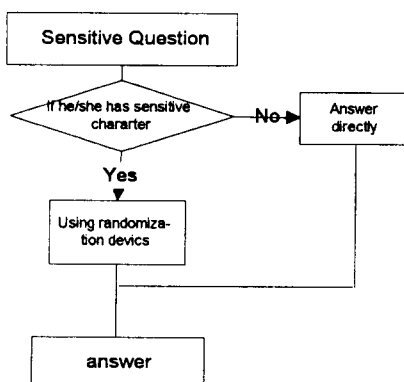 Sensitive Question
If he/she has sensitive
chararter
No
Answer
directly
Yes
Using randomiza-
tion devics
answer